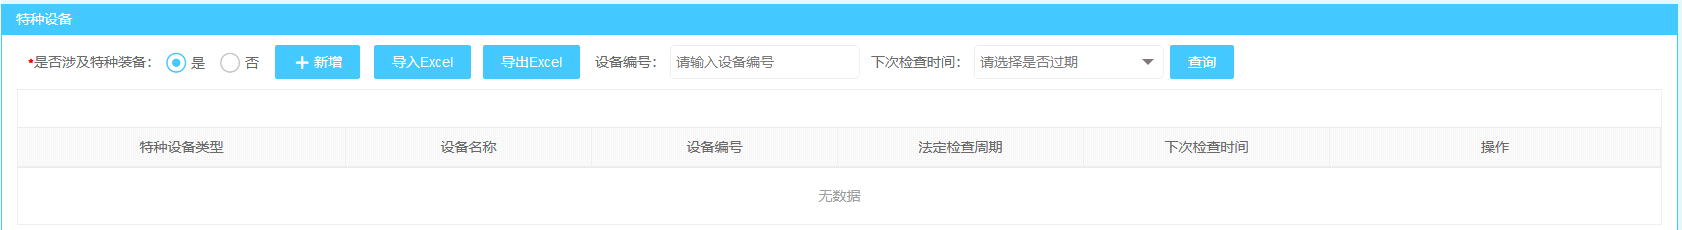 特种设备
*是否涉及特种装备： 是 否 新增 导入Excel 导出Excel 设备编号： 请输入设备编号 下次检查时间： 请选择是否过期 查询
特种设备类型 设备名称 设备编号 法定检查周期 下次检查时间 操作
无数据